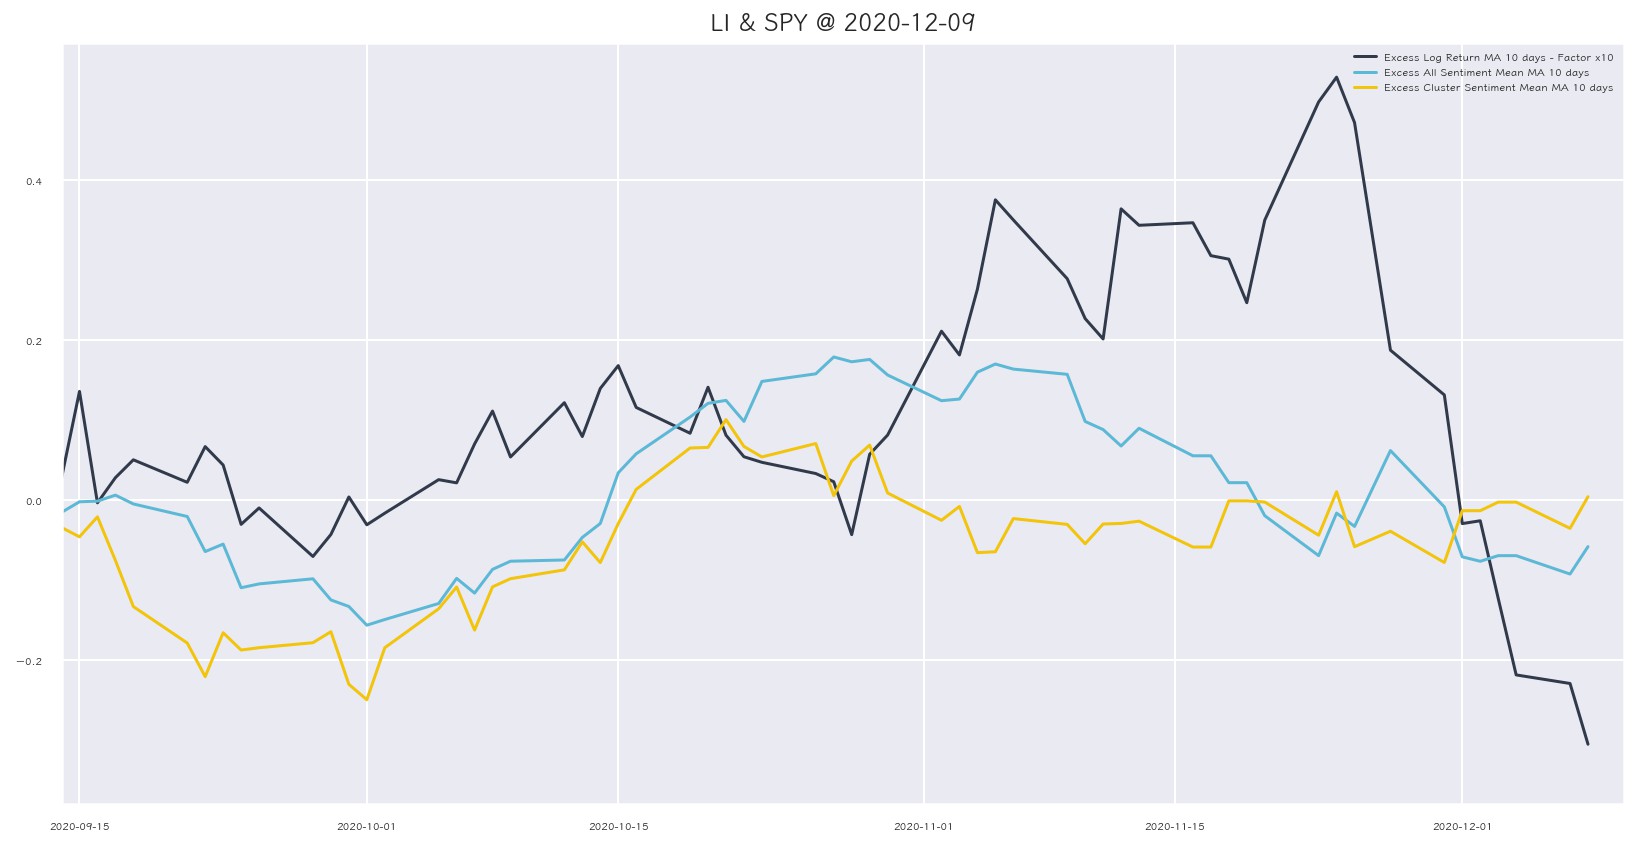 LI & SPY @ 2020-12-09
Excess Log Return MA 10 days - Factor x10
Excess All Sentiment Mean MA 10 days
Excess Cluster Sentiment Mean MA 10 days
0.4
0.2
0.0
−0.2
2020-09-15
2020-10-01
2020-10-15
2020-11-01
2020-11-15
2020-12-01